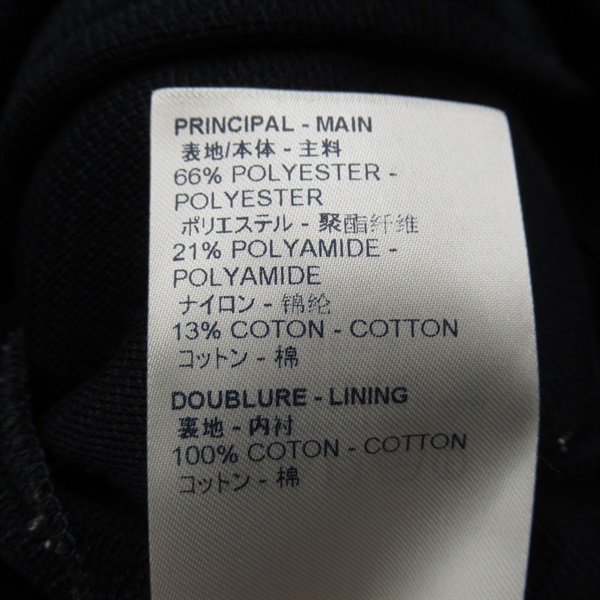 PRINCIPAL - MAIN
表地/本体 - 主料
66% POLYESTER -
POLYESTER
ポリエステル - 聚酯纤维
21% POLYAMIDE -
POLYAMIDE
ナイロン - 锦纶
13% COTON - COTTON
コットン - 棉
DOUBLURE - LINING
裏地 - 内衬
100% COTON - COTTON
コットン - 棉